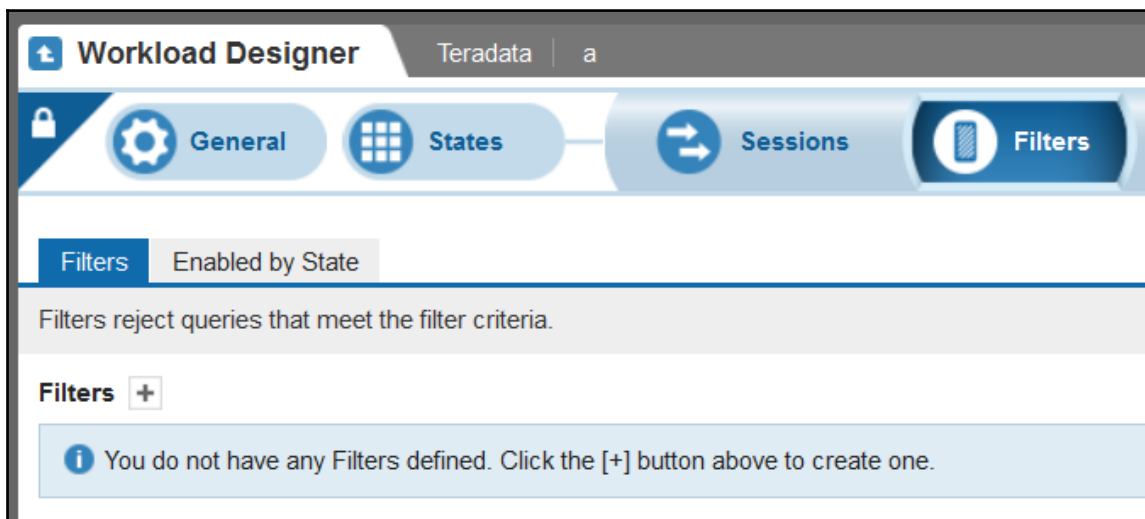 Workload Designer Teradata a
General States Sessions Filters
Filters Enabled by State
Filters reject queries that meet the filter criteria.
Filters +
You do not have any Filters defined. Click the [+] button above to create one.